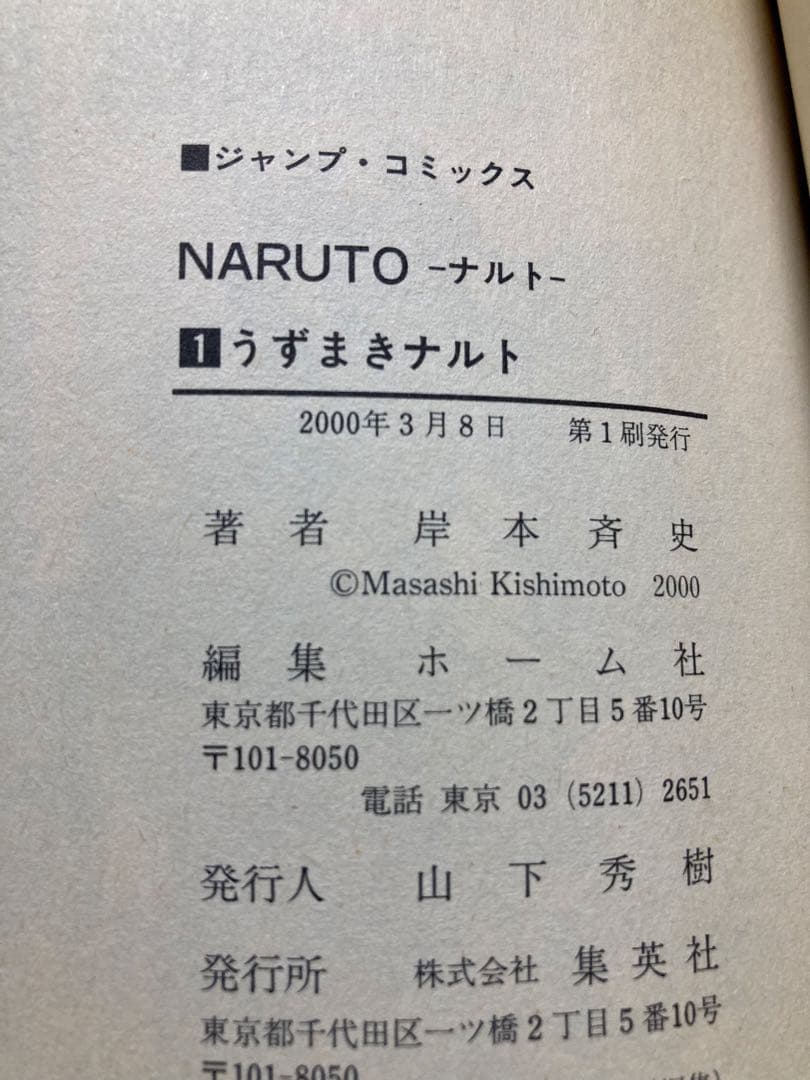 ■ジャンプ・コミックス
NARUTO -ナルト-
1 うずまきナルト
2000年3月8日 第1刷発行
著者 岸本斉史
©Masashi Kishimoto 2000
編集 ホーム社
東京都千代田区一ツ橋2丁目5番10号
〒101-8050
電話 東京 03 (5211) 2651
発行人 山下秀樹
発行所 株式会社 集英社
東京都千代田区一ツ橋2丁目5番10号
〒101-8050